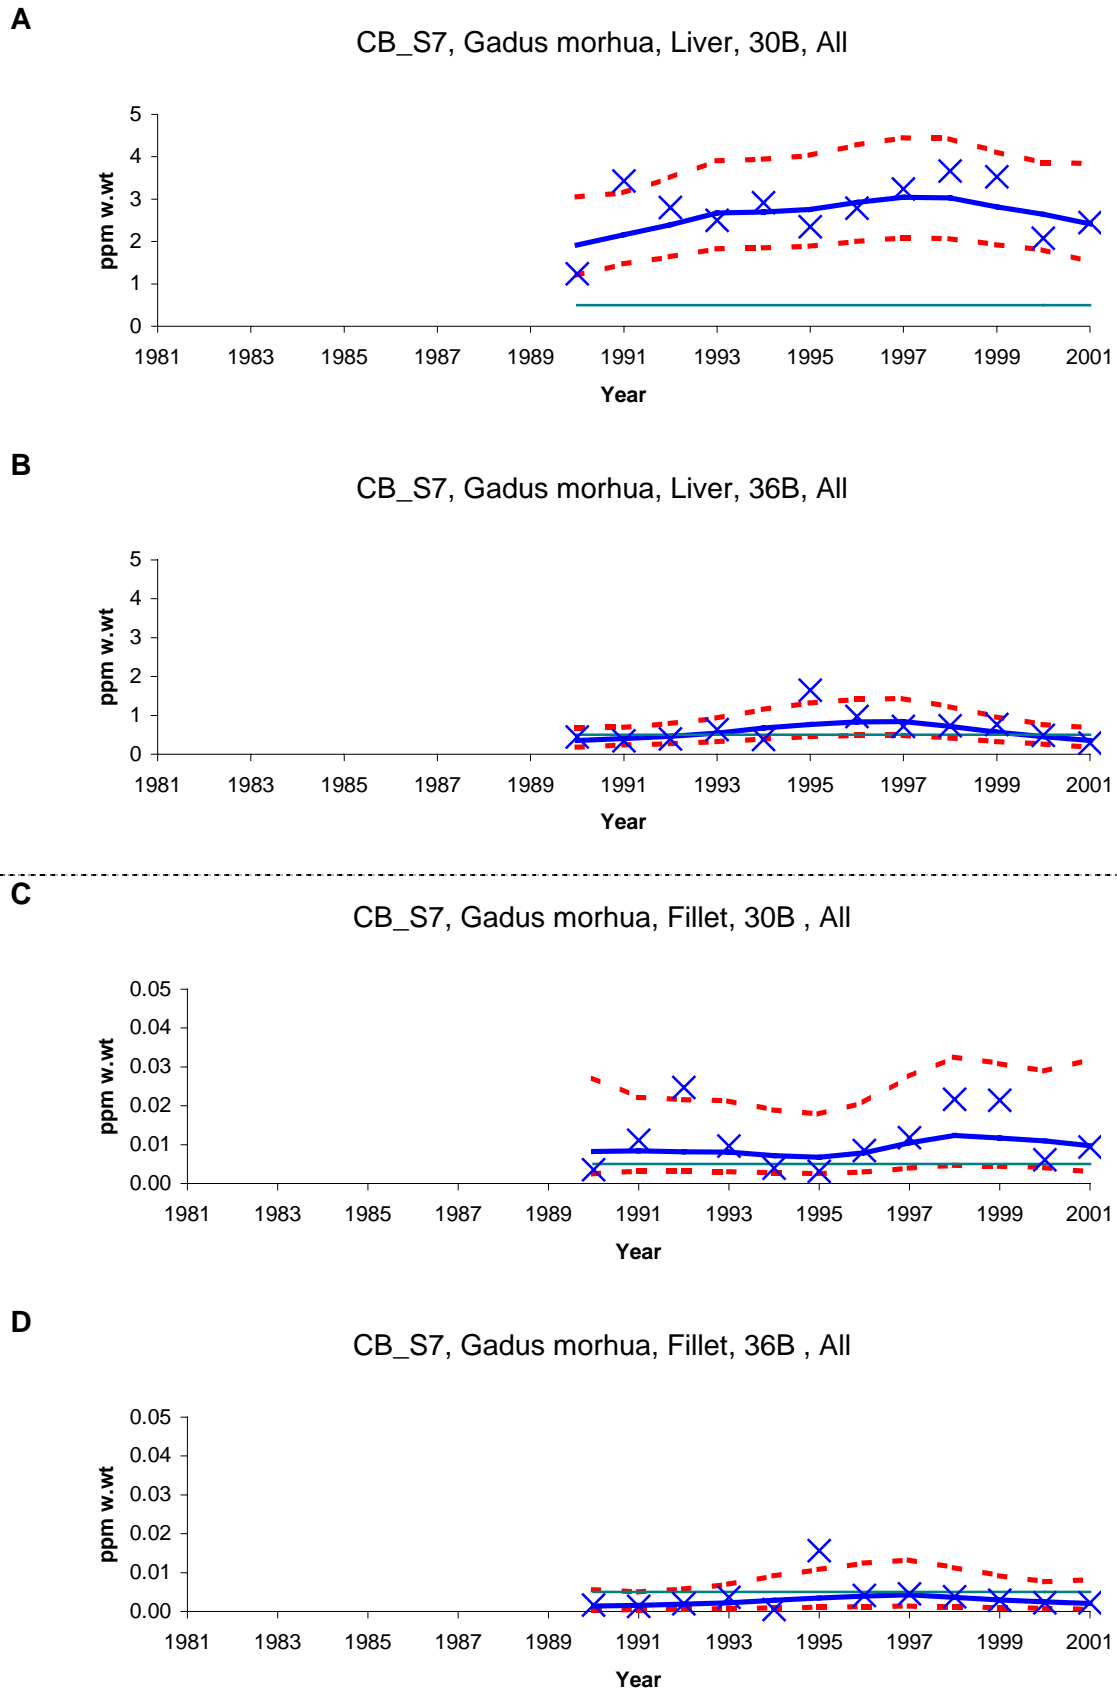 A
CB_S7, Gadus morhua, Liver, 30B, All
ppm w.wt
5
4
3
2
1
0
1981 1983 1985 1987 1989 1991 1993 1995 1997 1999 2001
Year
B
CB_S7, Gadus morhua, Liver, 36B, All
ppm w.wt
5
4
3
2
1
0
1981 1983 1985 1987 1989 1991 1993 1995 1997 1999 2001
Year
C
CB_S7, Gadus morhua, Fillet, 30B , All
ppm w.wt
0.05
0.04
0.03
0.02
0.01
0.00
1981 1983 1985 1987 1989 1991 1993 1995 1997 1999 2001
Year
D
CB_S7, Gadus morhua, Fillet, 36B , All
ppm w.wt
0.05
0.04
0.03
0.02
0.01
0.00
1981 1983 1985 1987 1989 1991 1993 1995 1997 1999 2001
Year